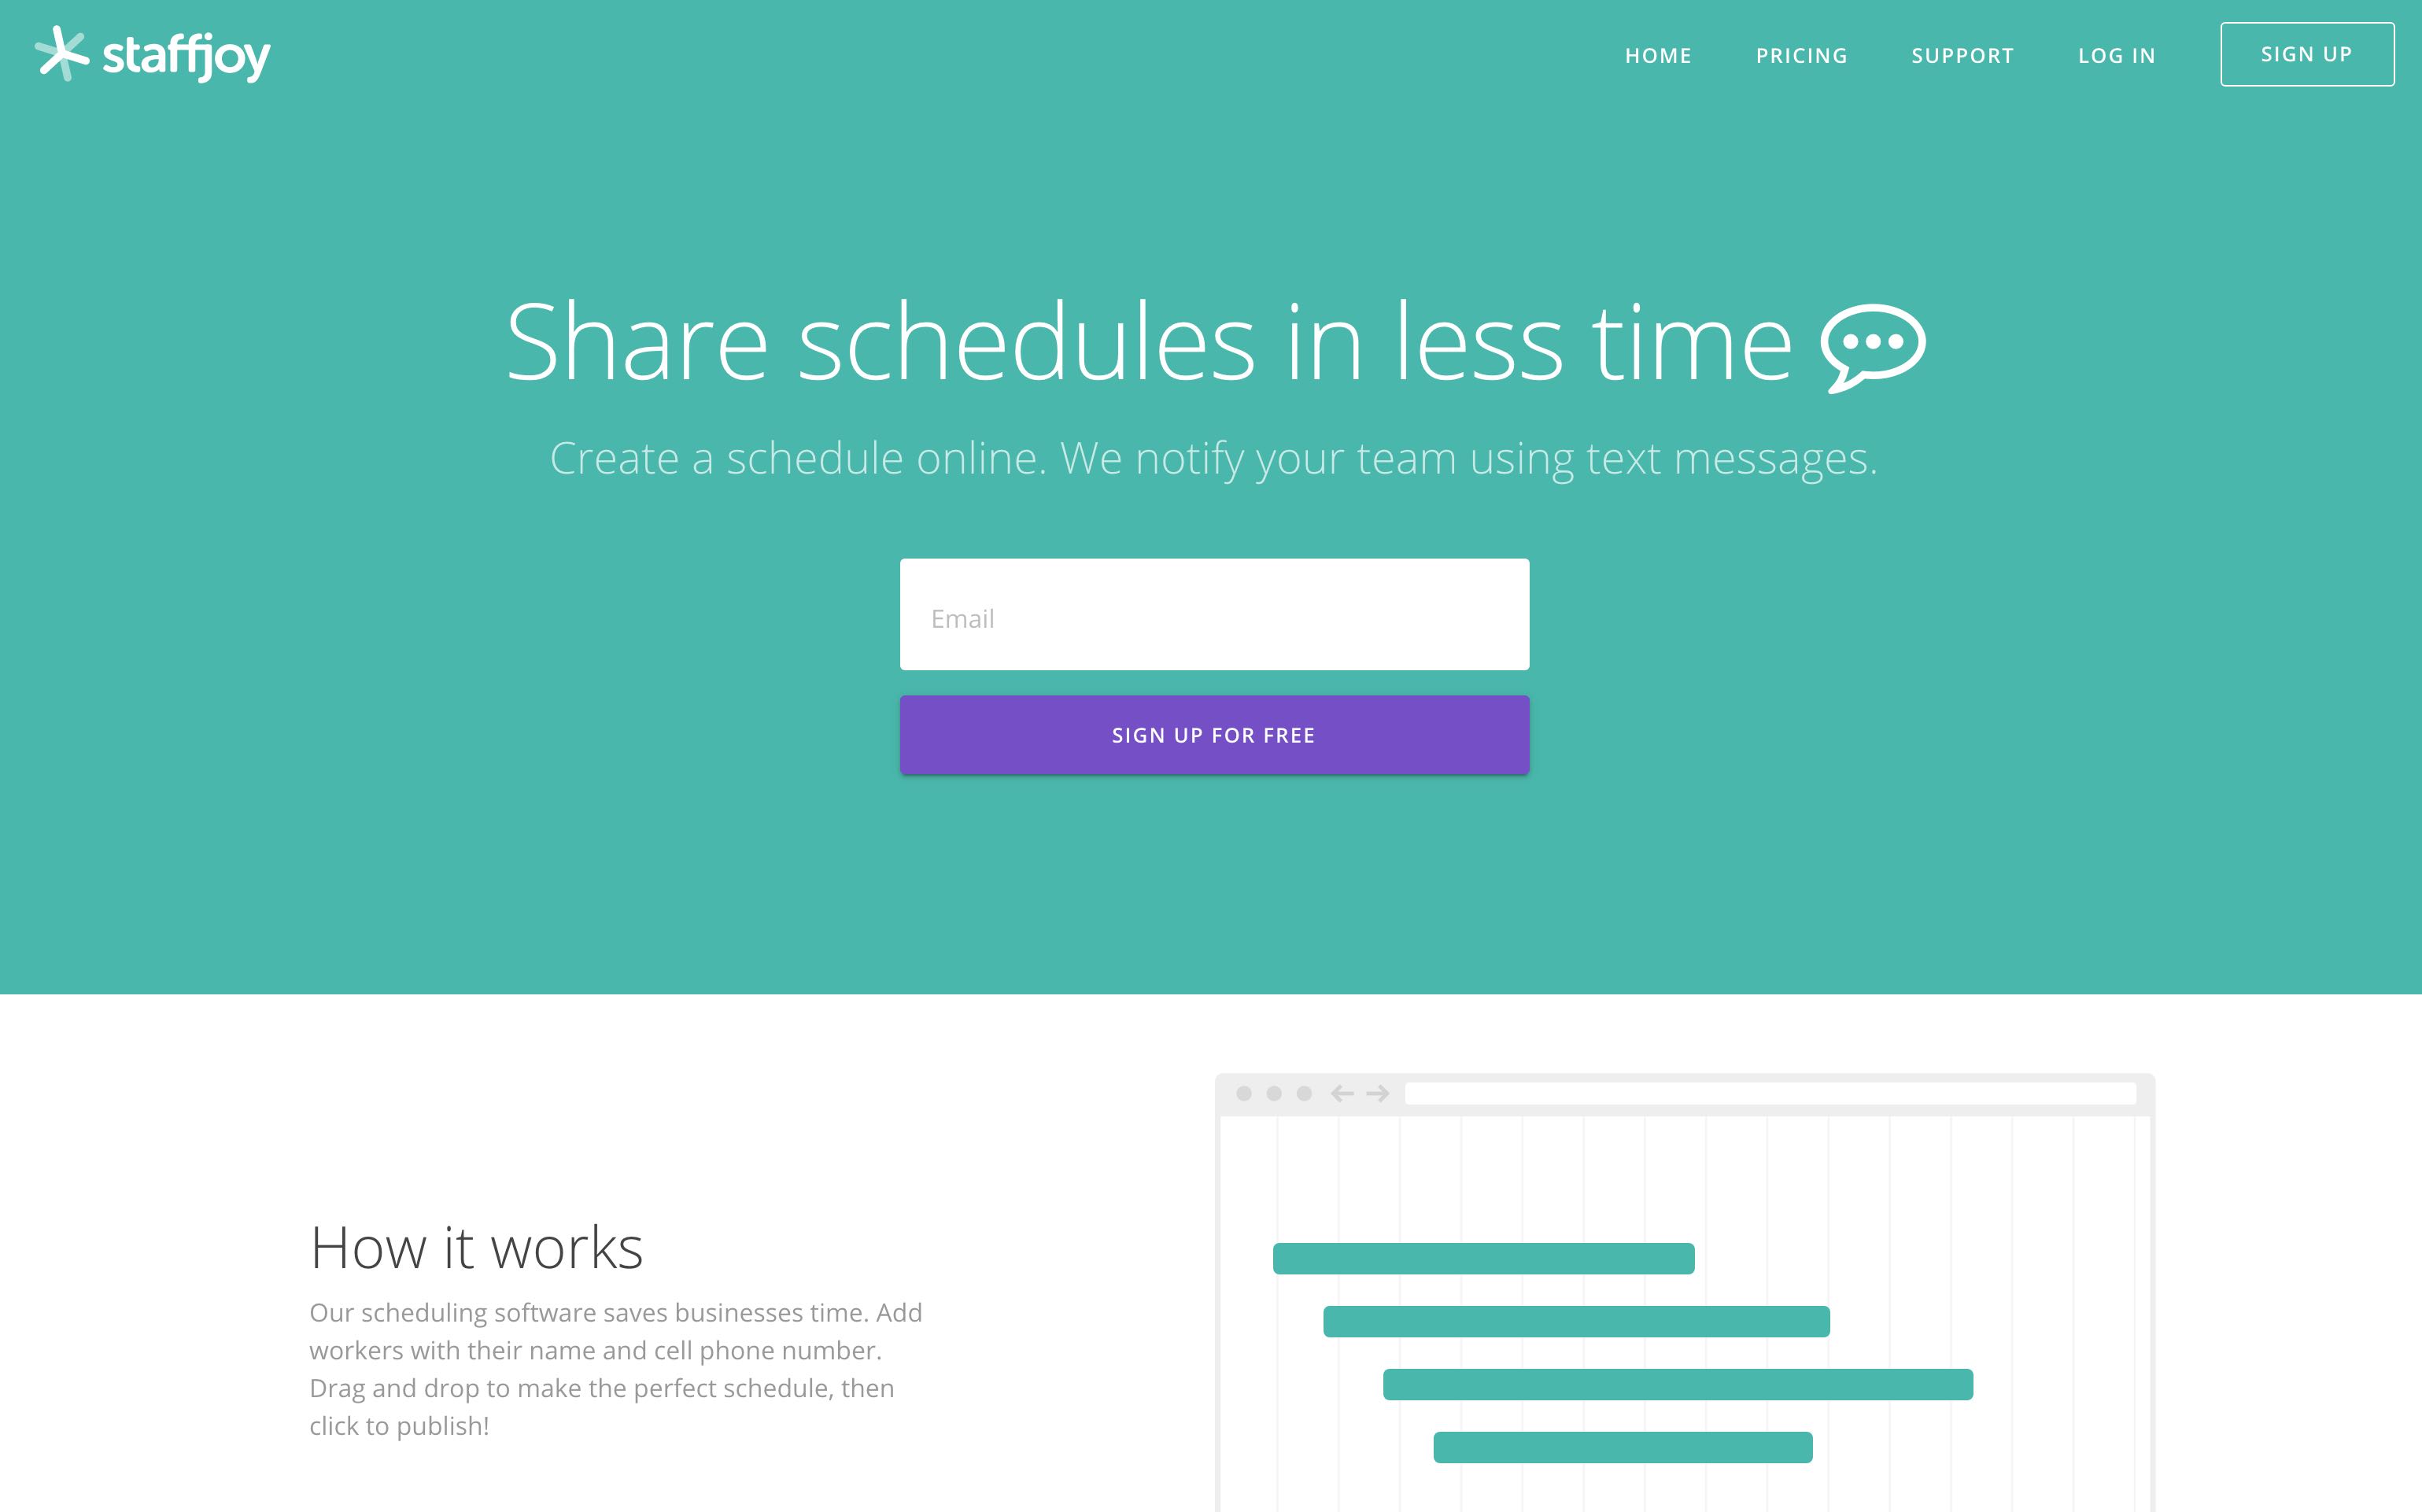 staffjoy
HOME
PRICING
SUPPORT
LOG IN
SIGN UP
Share schedules in less time
Create a schedule online. We notify your team using text messages.
Email
SIGN UP FOR FREE
How it works
Our scheduling software saves businesses time. Add
workers with their name and cell phone number.
Drag and drop to make the perfect schedule, then
click to publish!